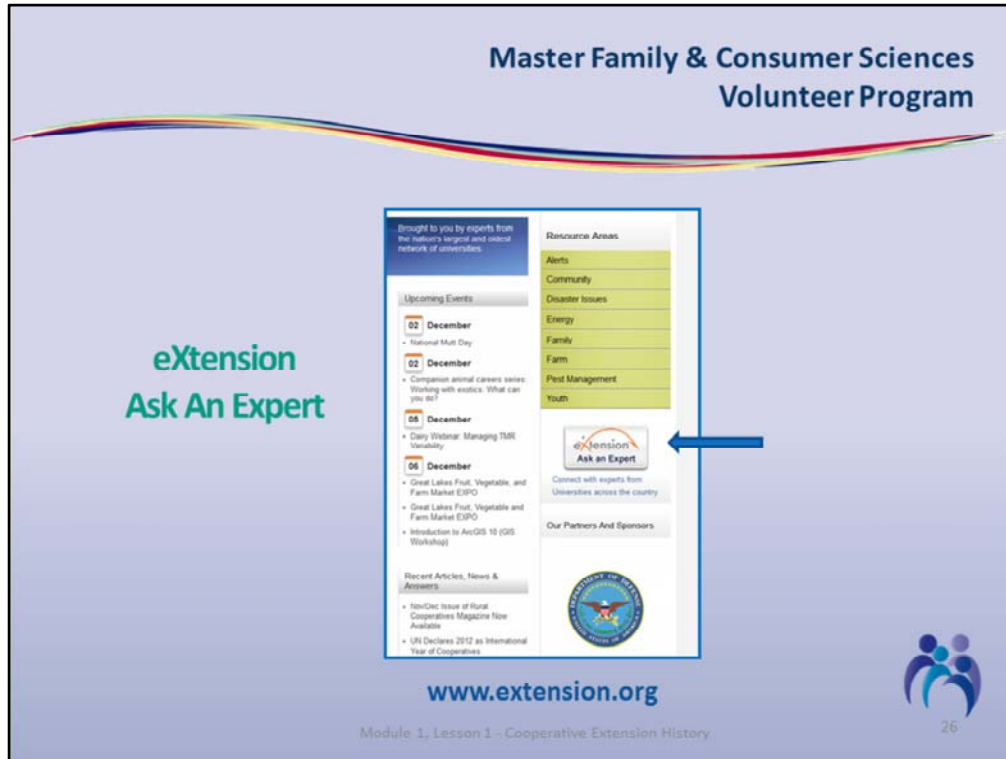 Master Family & Consumer Sciences
Volunteer Program
eXtension
Ask An Expert
Brought to you by experts from
the nation's largest and oldest
network of universities
Upcoming Events
02 December
• National Mutt Day
02 December
• Companion animal careers series:
Working with exotics: What can
you do?
05 December
• Dairy Webinar: Managing TMR
Variability
06 December
• Great Lakes Fruit, Vegetable, and
Farm Market EXPO
• Great Lakes Fruit, Vegetable and
Farm Market EXPO
• Introduction to ArcGIS 10 (GIS
Workshop)
Recent Articles, News &
Answers
• Nov/Dec Issue of Rural
Cooperatives Magazine Now
Available
• UN Declares 2012 as International
Year of Cooperatives
Resource Areas
Alerts
Community
Disaster Issues
Energy
Family
Farm
Pest Management
Youth
eXtension
Ask an Expert
Connect with experts from
Universities across the country
Our Partners And Sponsors
DEPARTMENT OF DEFENSE
UNITED STATES OF AMERICA
www.extension.org
Module 1, Lesson 1 - Cooperative Extension History
26